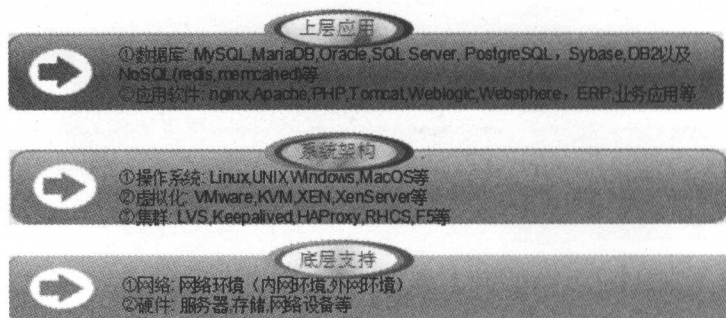 上层应用
①数据库: MySQL,MariaDB,Oracle,SQL Server, PostgreSQL，Sybase,DB2以及
NoSQL(redis,memcahed)等
②应用软件: nginx,Apache,PHP,Tomcat,Weblogic,Websphere，ERP,业务应用等
系统架构
①操作系统: Linux,UNIX,Windows,MacOS等
②虚拟化: VMware,KVM,XEN,XenServer等
③集群: LVS,Keepalived,HAProxy,RHCS,F5等
底层支持
①网络: 网络环境（内网环境,外网环境）
②硬件: 服务器,存储,网络设备等